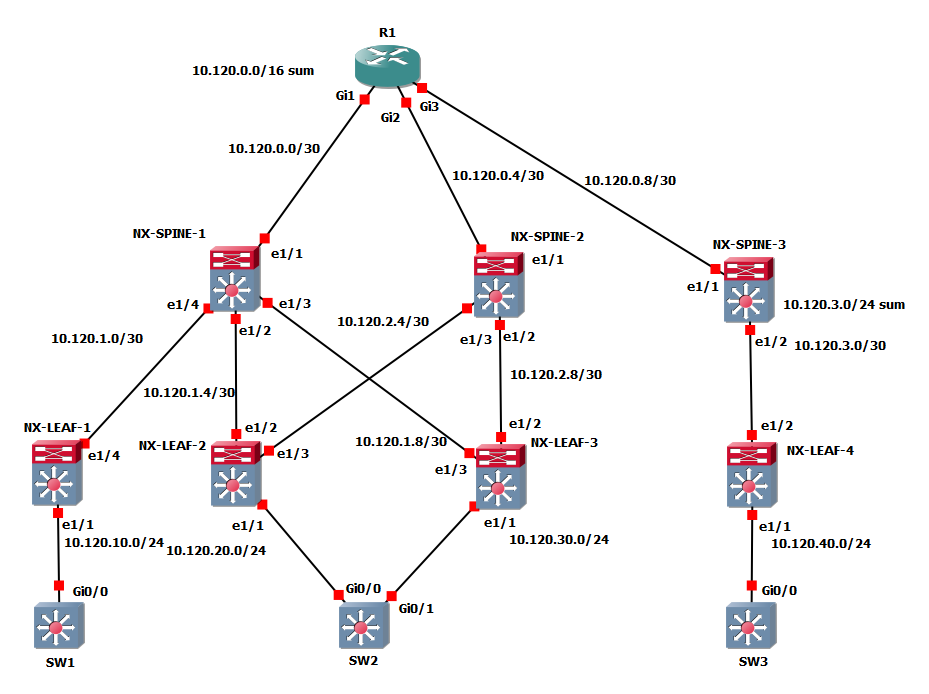 R1
10.120.0.0/16 sum
Gi1
Gi2
Gi3
10.120.0.0/30
10.120.0.4/30
10.120.0.8/30
NX-SPINE-1
e1/1
NX-SPINE-2
e1/1
NX-SPINE-3
e1/1
e1/4
e1/3
e1/2
10.120.2.4/30
e1/3
e1/2
10.120.3.0/24 sum
e1/2
10.120.3.0/30
10.120.1.0/30
10.120.1.4/30
10.120.2.8/30
NX-LEAF-1
e1/4
NX-LEAF-2
e1/2
e1/3
10.120.1.8/30
e1/2
NX-LEAF-3
e1/3
e1/2
NX-LEAF-4
e1/1
10.120.10.0/24
e1/1
10.120.20.0/24
e1/1
10.120.30.0/24
e1/1
10.120.40.0/24
Gi0/0
Gi0/0
Gi0/1
Gi0/0
SW1
SW2
SW3